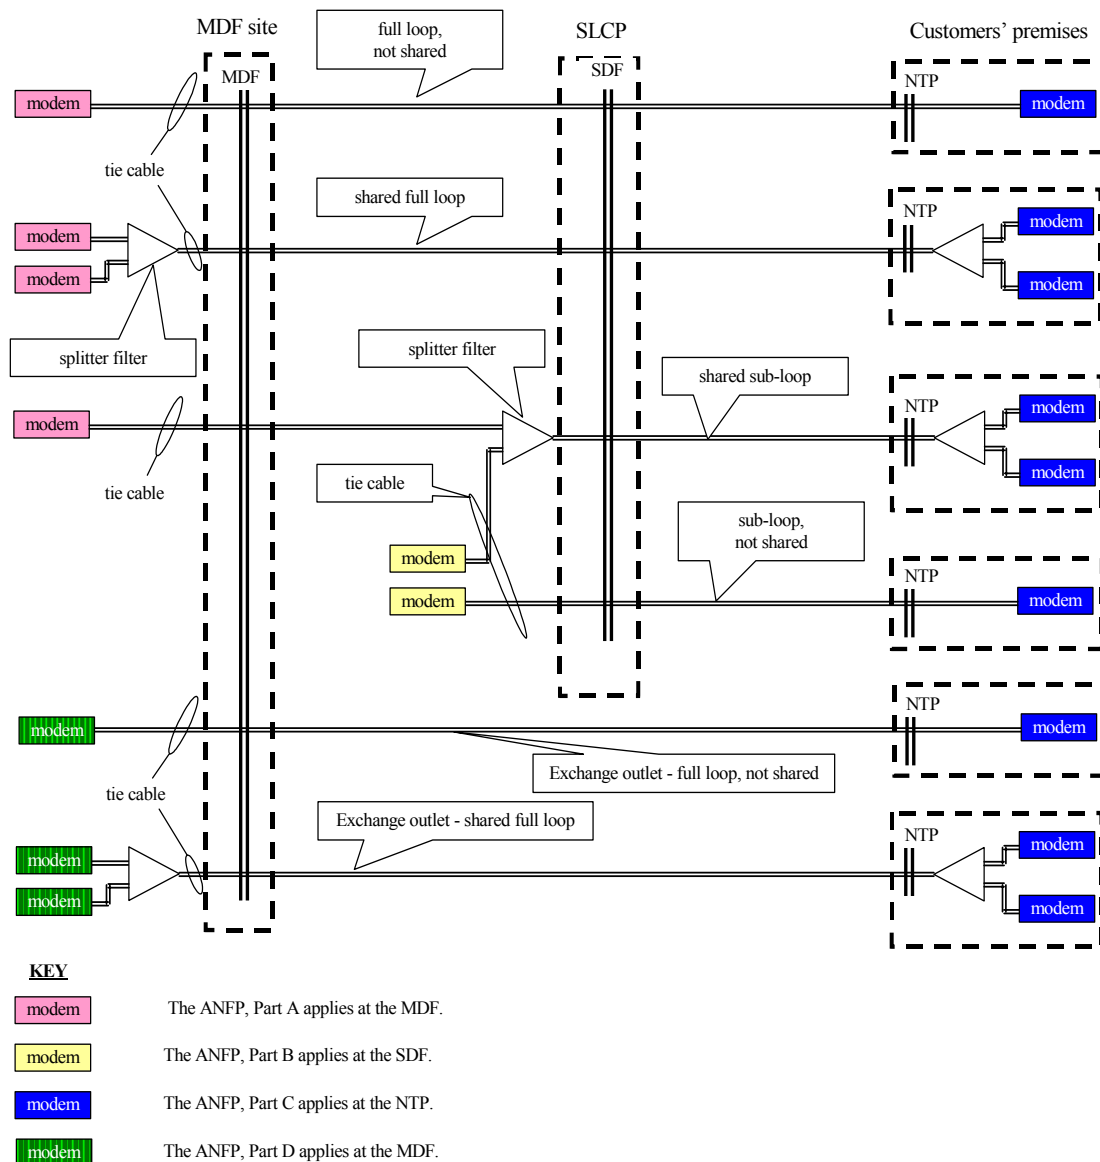 MDF site
SLCP
Customers’ premises
full loop,
not shared
MDF
SDF
NTP
modem
modem
tie cable
shared full loop
NTP
modem
modem
modem
modem
splitter filter
splitter filter
shared sub-loop
NTP
modem
modem
modem
tie cable
tie cable
sub-loop,
not shared
modem
modem
NTP
modem
NTP
modem
modem
Exchange outlet - full loop, not shared
tie cable
Exchange outlet - shared full loop
NTP
modem
modem
modem
modem
KEY
modem The ANFP, Part A applies at the MDF.
modem The ANFP, Part B applies at the SDF.
modem The ANFP, Part C applies at the NTP.
modem The ANFP, Part D applies at the MDF.